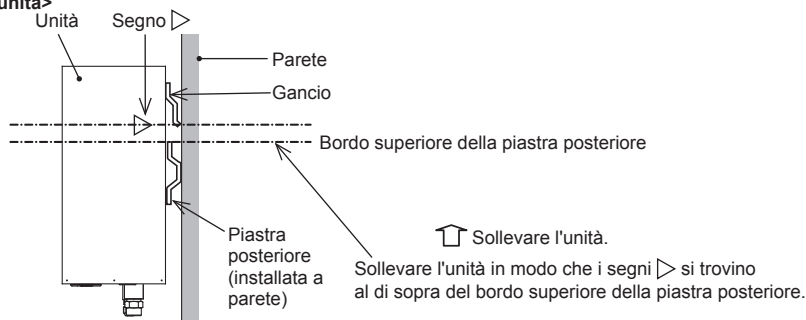 unità>
Unità
Segno ▷
Parete
Gancio
Bordo superiore della piastra posteriore
Piastra
posteriore
(installata a
parete)
Sollevare l'unità.
Sollevare l'unità in modo che i segni ▷ si trovino
al di sopra del bordo superiore della piastra posteriore.